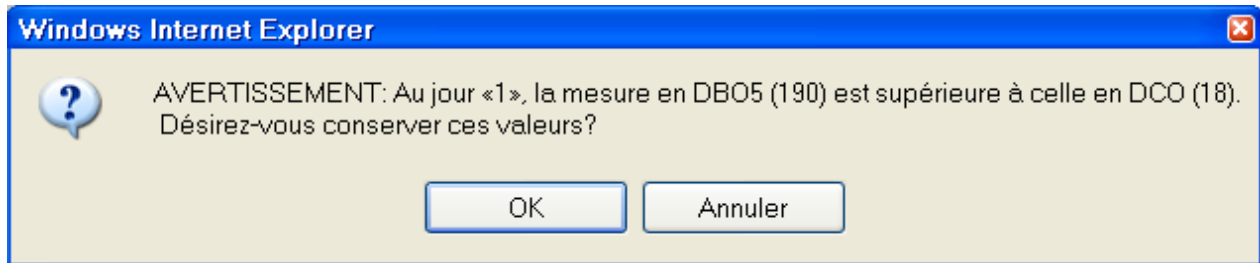 Windows Internet Explorer
AVERTISSEMENT: Au jour «1», la mesure en DBO5 (190) est supérieure à celle en DCO (18).
Désirez-vous conserver ces valeurs?
OK
Annuler